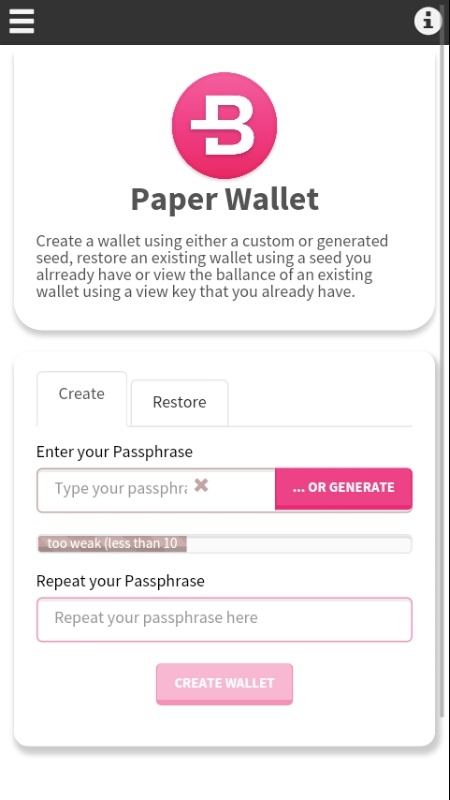 Paper Wallet
Create a wallet using either a custom or generated
seed, restore an existing wallet using a seed you
alrready have or view the ballance of an existing
wallet using a view key that you already have.
Create
Restore
Enter your Passphrase
Type your passphra
... OR GENERATE
too weak (less than 10
Repeat your Passphrase
Repeat your passphrase here
CREATE WALLET